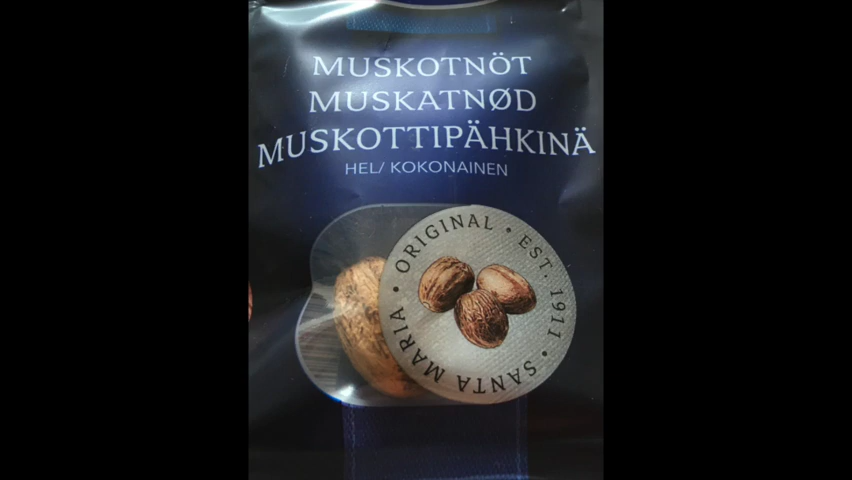 MUSKOTNÖT
MUSKATNØD
MUSKOTTIPÄHKINÄ
HEL/ KOKONAINEN
ORIGINAL • EST. 1911 • SANTA MARIA •